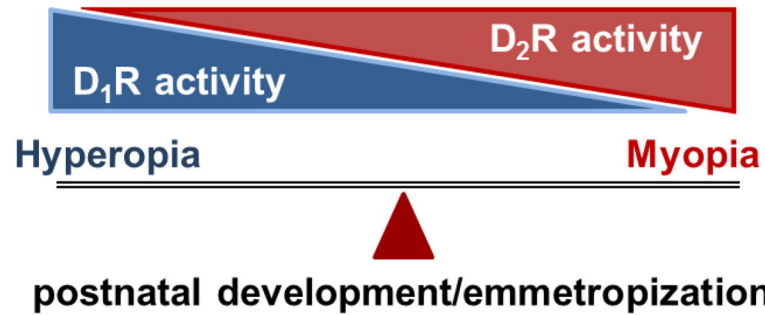 D₂R activity
D₁R activity
Hyperopia Myopia
postnatal development/emmetropization